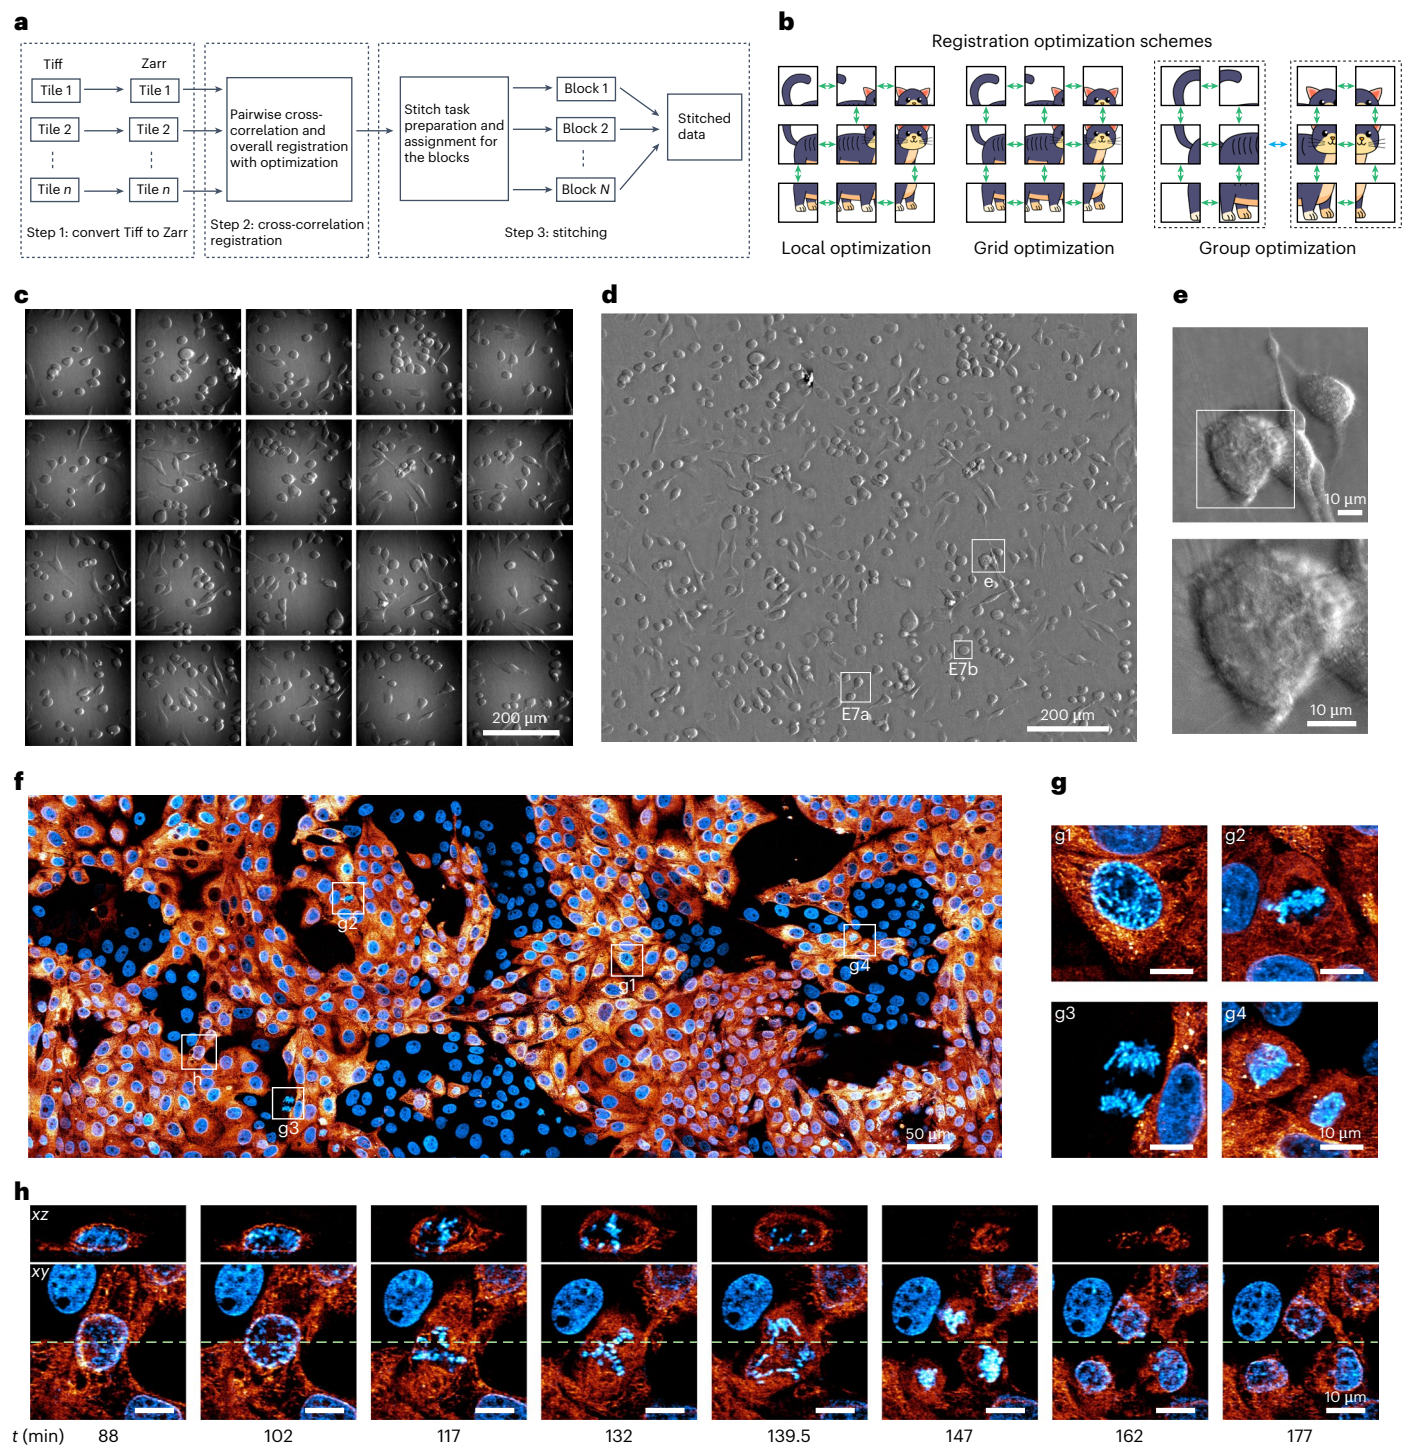 a
Tiff
Zarr
Tile 1
Tile 1
Tile 2
Tile 2
Tile n
Tile n
Step 1: convert Tiff to Zarr
Pairwise cross-
correlation and
overall registration
with optimization
Step 2: cross-correlation
registration
Stitch task
preparation and
assignment for
the blocks
Block 1
Block 2
Block N
Stitched
data
Step 3: stitching
b
Registration optimization schemes
Local optimization
Grid optimization
Group optimization
c
200 µm
d
e
E7b
E7a
200 µm
e
10 µm
10 µm
f
g2
g1
g4
h
g3
50 µm
g
g1
g2
g3
g4
10 µm
h
xz
xy
10 µm
t (min) 88 102 117 132 139.5 147 162 177